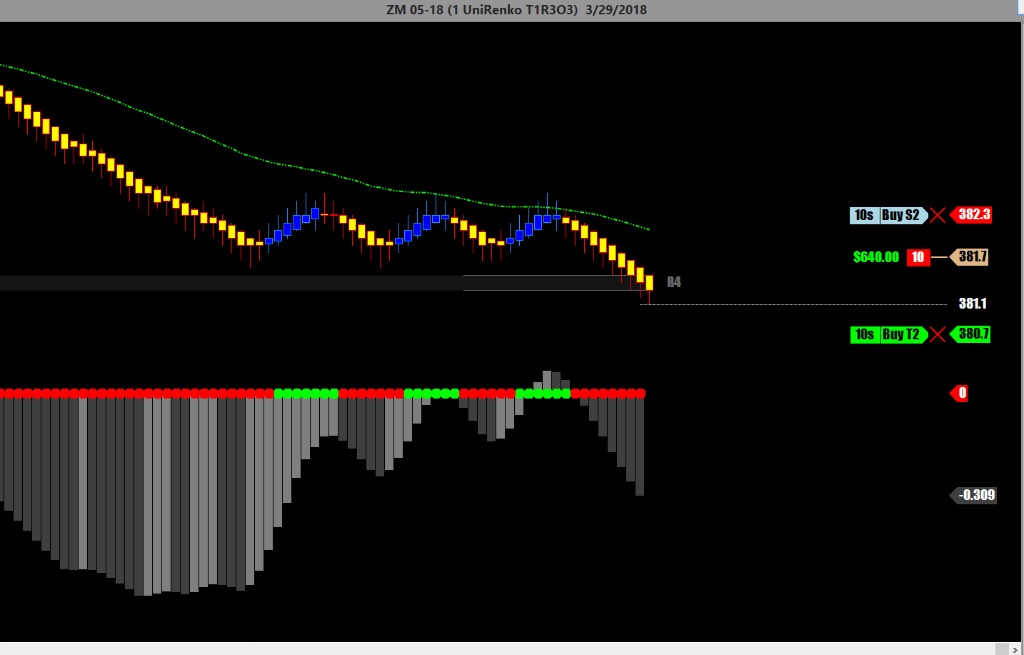 ZM 05-18 (1 UniRenko T1R3O3) 3/29/2018
10s Buy S2 382.3
$640.00 10 381.7
R4
381.1
10s Buy T2 380.7
0
-0.309